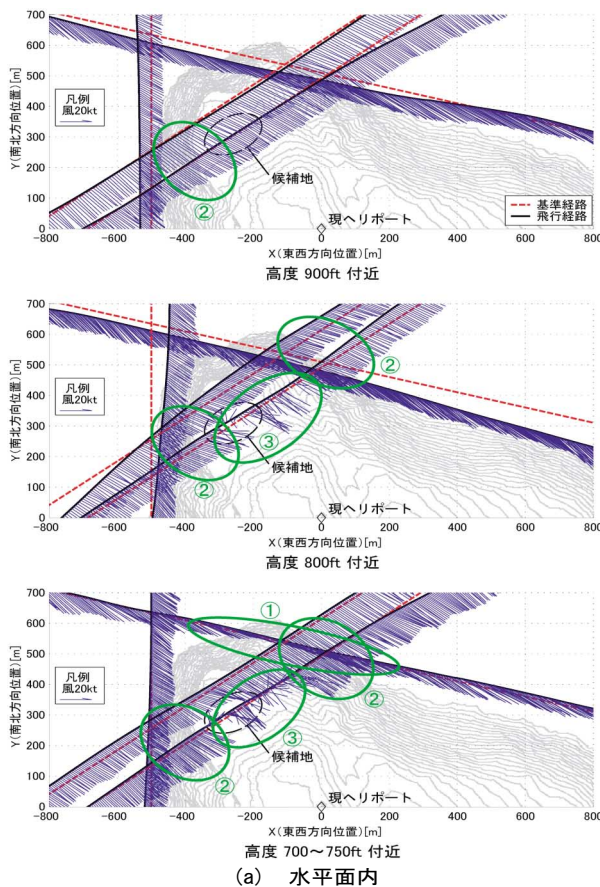 700
600
500
400
300
200
100
0
Y(南北方向位置)[m]
凡例
風20kt
②
候補地
現ヘリポート
基準経路
飛行経路
-800 -600 -400 -200 0 200 400 600 800
X(東西方向位置)[m]
高度 900ft 付近
700
600
500
400
300
200
100
0
Y(南北方向位置)[m]
凡例
風20kt
②
③
②
候補地
現ヘリポート
-800 -600 -400 -200 0 200 400 600 800
X(東西方向位置)[m]
高度 800ft 付近
700
600
500
400
300
200
100
0
Y(南北方向位置)[m]
①
凡例
風20kt
②
③
候補地
②
現ヘリポート
-800 -600 -400 -200 0 200 400 600 800
X(東西方向位置)[m]
高度 700～750ft 付近
(a) 水平面内